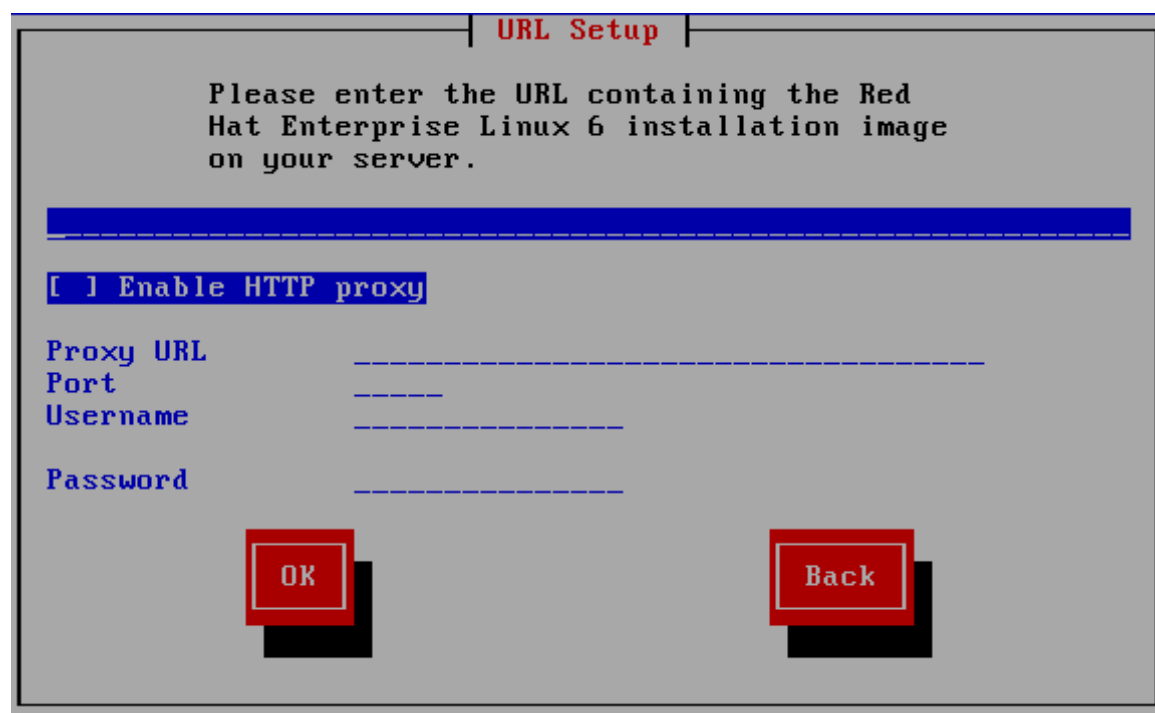 URL Setup
Please enter the URL containing the Red
Hat Enterprise Linux 6 installation image
on your server.
[ ] Enable HTTP proxy
Proxy URL
Port
Username
Password
OK
Back